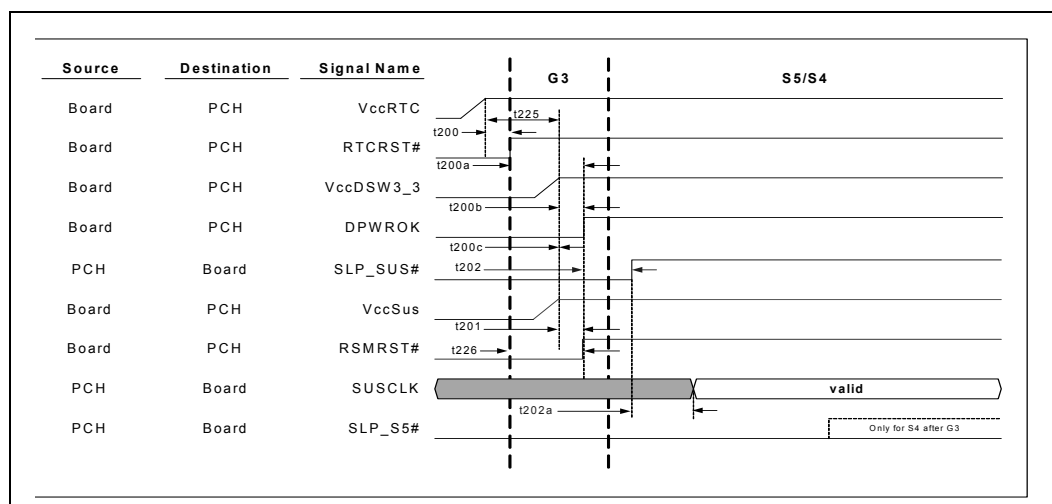 Source Destination Signal Name G3 S5/S4
Board PCH VccRTC
t225
t200
Board PCH RTCRST#
t200a
Board PCH VccDSW3_3
t200b
Board PCH DPWROK
t200c
PCH Board SLP_SUS#
t202
Board PCH VccSus
t201
Board PCH RSMRST#
t226
PCH Board SUSCLK valid
t202a
PCH Board SLP_S5# Only for S4 after G3